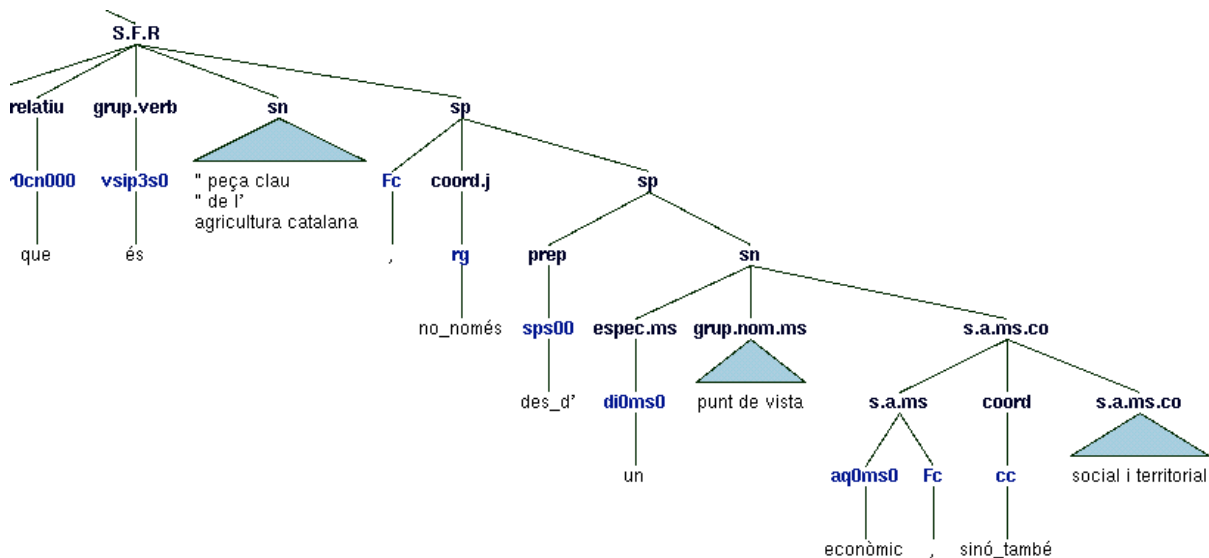 S.F.R
relatiu grup.verb sn sp
r0cn000 vsip3s0 " peça clau Fc coord.j sp
" de l'
agricultura catalana
que és , rg prep sn
no_només sps00 espec.ms grup.nom.ms s.a.ms.co
des_d' di0ms0 punt de vista s.a.ms coord s.a.ms.co
un aq0ms0 Fc cc social i territorial
econòmic , sinó_també